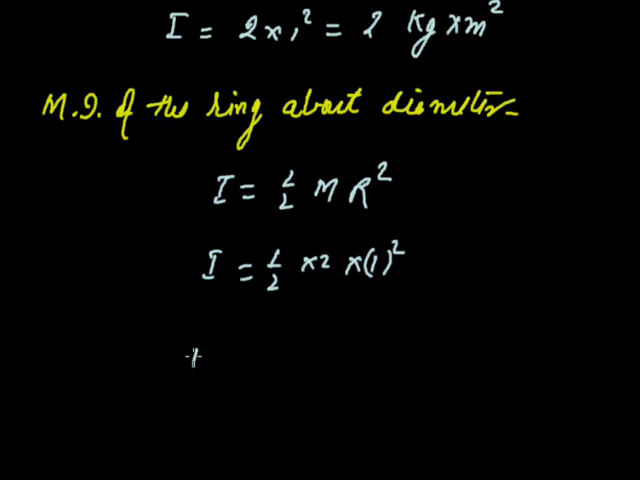 I = 2 x 1² = 2 Kg x m²
M.I. of the ring about diameter
I = 1/2 M R²
I = 1/2 x 2 x (1)²